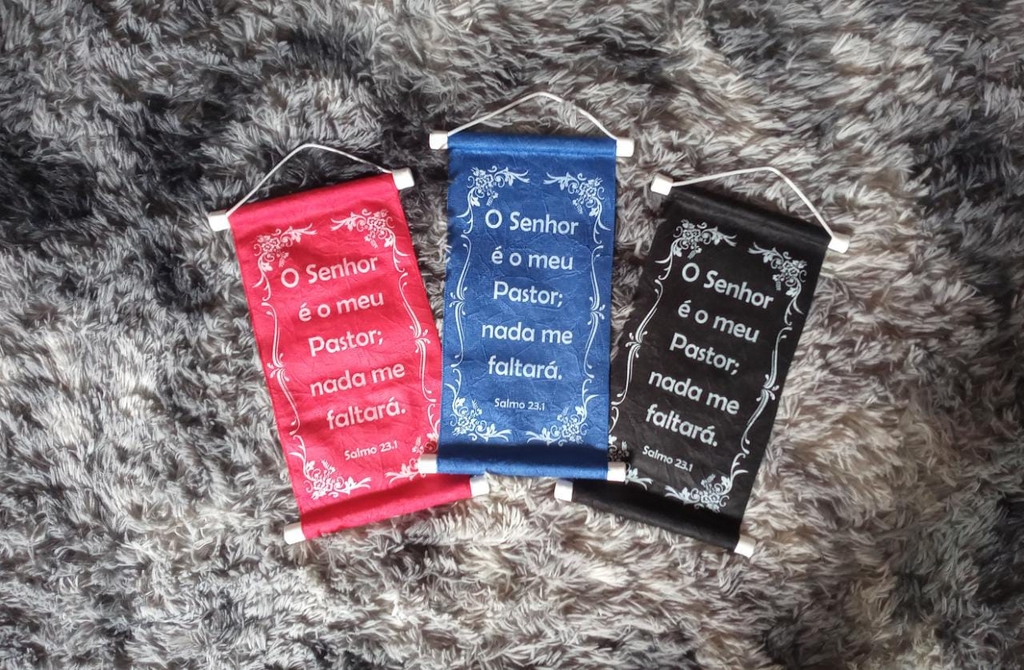 O Senhor
é o meu
Pastor;
nada me
faltará.
Salmo 23.1
O Senhor
é o meu
Pastor;
nada me
faltará.
Salmo 23.1
O Senhor
é o meu
Pastor;
nada me
faltará.
Salmo 23.1